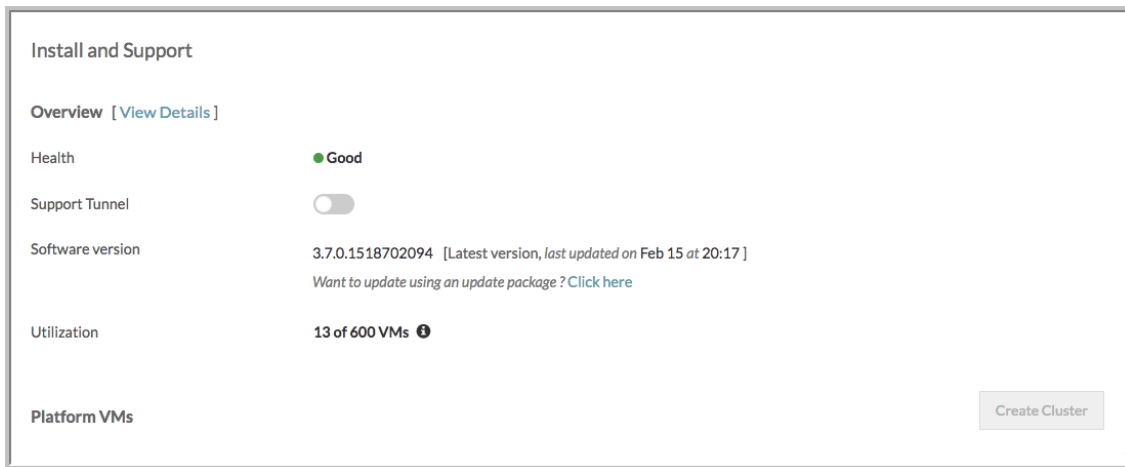 Install and Support
Overview [ View Details ]
Health Good
Support Tunnel
Software version 3.7.0.1518702094 [Latest version, last updated on Feb 15 at 20:17 ]
Want to update using an update package ? Click here
Utilization 13 of 600 VMs
Platform VMs Create Cluster